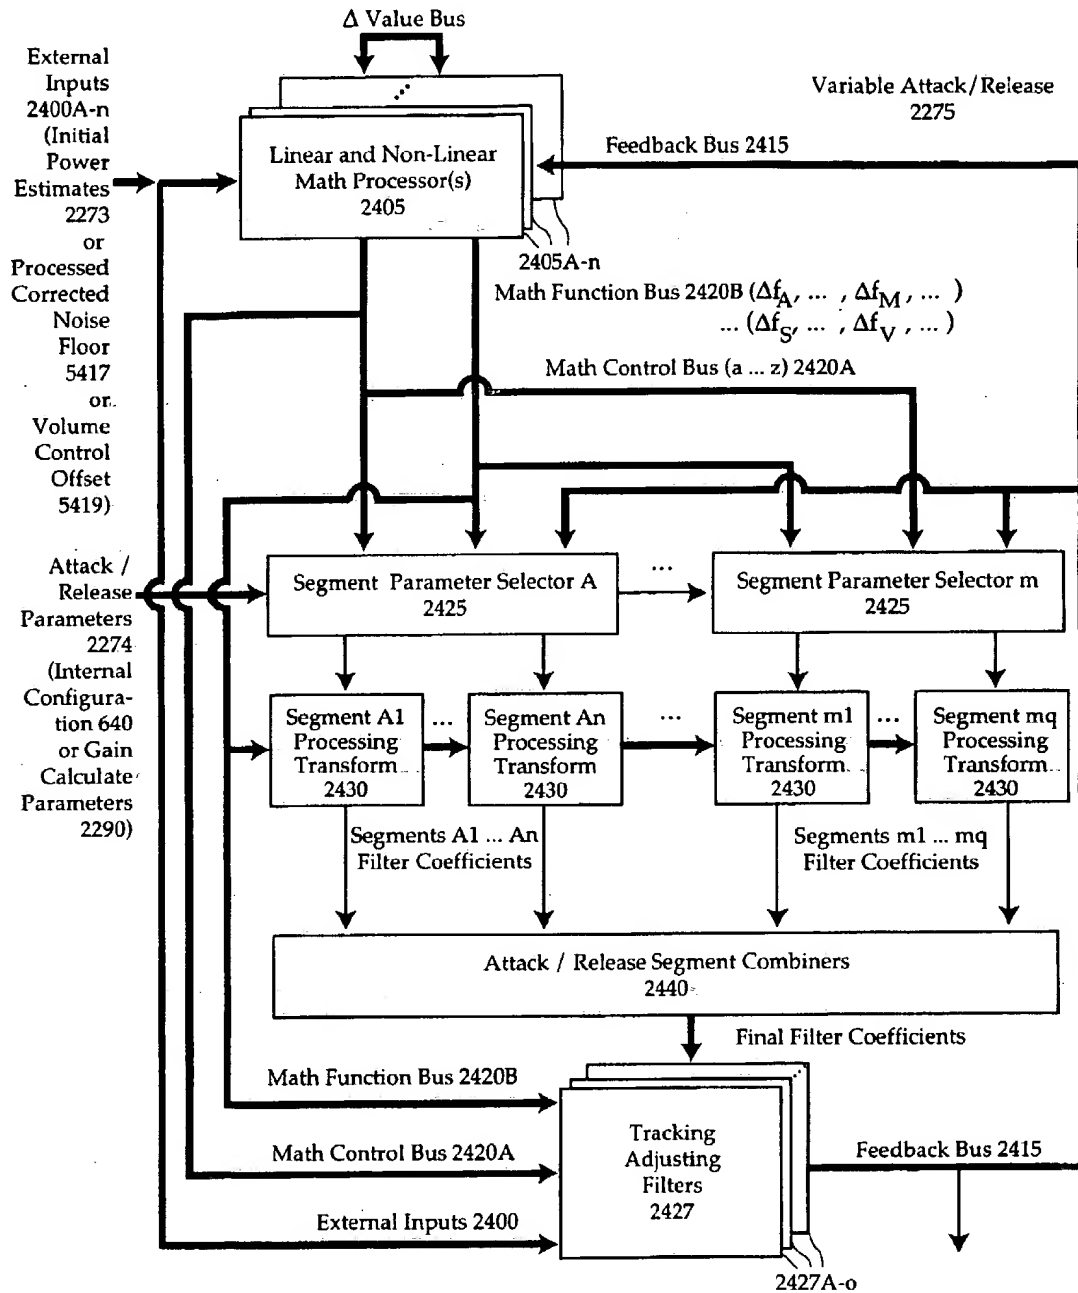 Δ Value Bus
External
Inputs
2400A-n
(Initial
Power
Estimates
2273
or
Processed
Corrected
Noise
Floor
5417
or
Volume
Control
Offset
5419)
Variable Attack/Release
2275
Feedback Bus 2415
Linear and Non-Linear
Math Processor(s)
2405
2405A-n
Math Function Bus 2420B (Δf_A, ... , Δf_M, ... )
... (Δf_S, ... , Δf_V, ... )
Math Control Bus (a ... z) 2420A
Attack /
Release
Parameters
2274
(Internal
Configura-
tion 640
or Gain
Calculate
Parameters
2290)
Segment Parameter Selector A
2425
...
Segment Parameter Selector m
2425
Segment A1
Processing
Transform
2430
...
Segment An
Processing
Transform
2430
...
Segment m1
Processing
Transform
2430
...
Segment mq
Processing
Transform
2430
Segments A1 ... An
Filter Coefficients
Segments m1 ... mq
Filter Coefficients
Attack / Release Segment Combiners
2440
Final Filter Coefficients
Math Function Bus 2420B
Math Control Bus 2420A
External Inputs 2400
Tracking
Adjusting
Filters
2427
Feedback Bus 2415
2427A-o